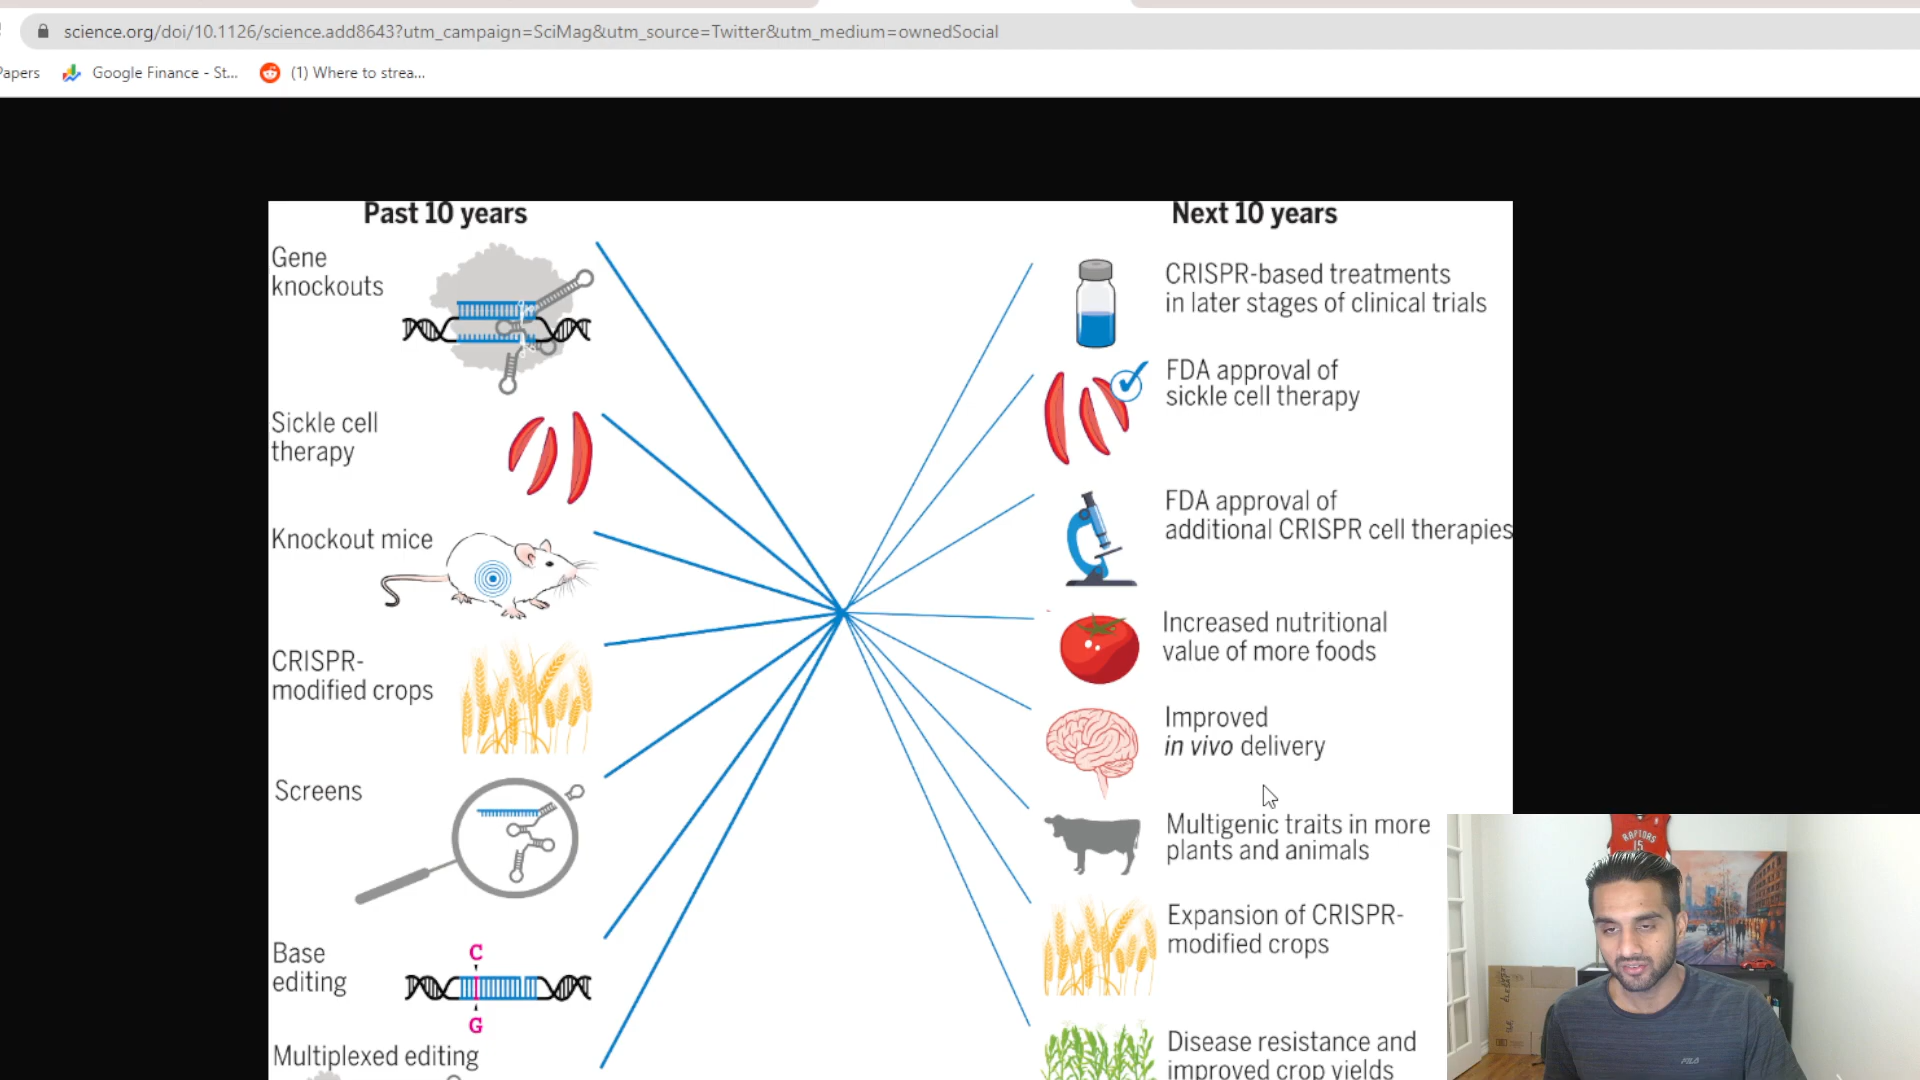 science.org/doi/10.1126/science.add8643?utm_campaign=SciMag&utm_source=Twitter&utm_medium=ownedSocial
Papers
Google Finance - St...
(1) Where to strea...
Past 10 years
Gene
knockouts
Sickle cell
therapy
Knockout mice
CRISPR-
modified crops
Screens
Base
editing
C
G
Multiplexed editing
Next 10 years
CRISPR-based treatments
in later stages of clinical trials
FDA approval of
sickle cell therapy
FDA approval of
additional CRISPR cell therapies
Increased nutritional
value of more foods
Improved
in vivo delivery
Multigenic traits in more
plants and animals
Expansion of CRISPR-
modified crops
Disease resistance and
improved crop yields
RAPTORS
15
FILA